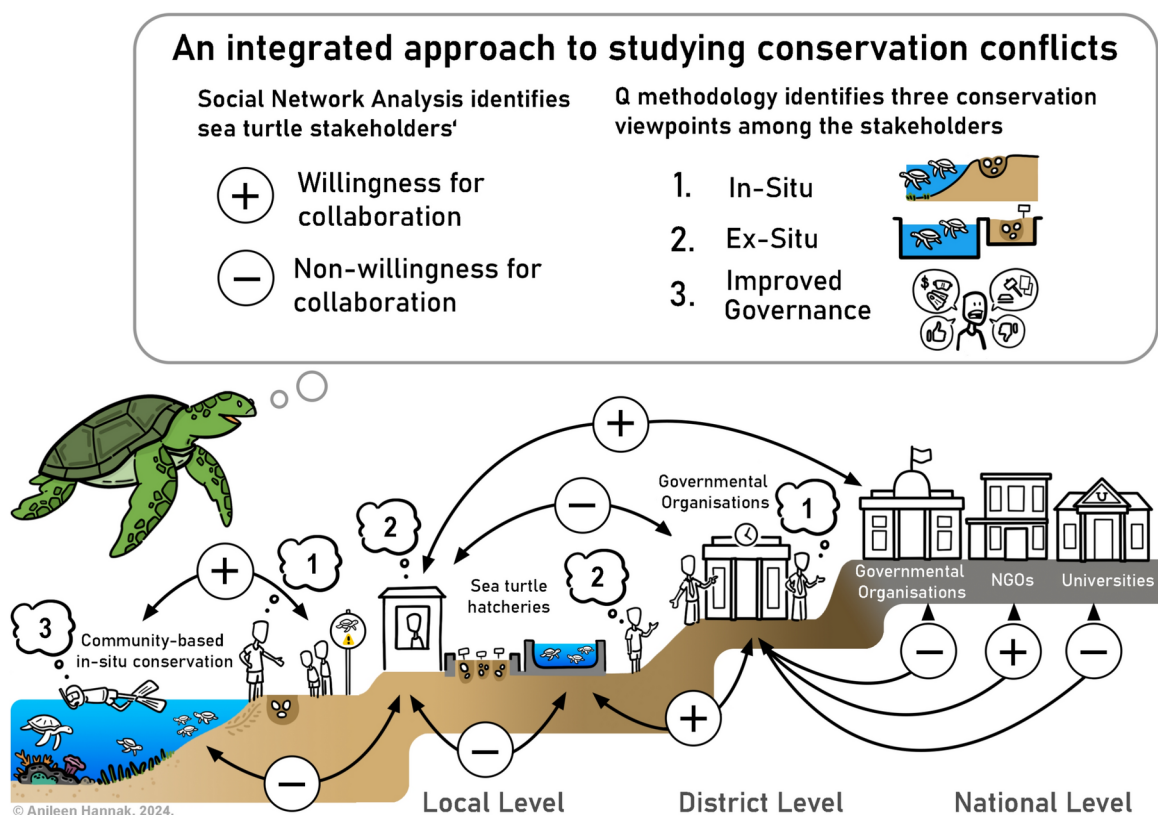 An integrated approach to studying conservation conflicts
Social Network Analysis identifies
sea turtle stakeholders‘
+ Willingness for
collaboration
− Non-willingness for
collaboration
Q methodology identifies three conservation
viewpoints among the stakeholders
1. In-Situ
2. Ex-Situ
3. Improved
Governance
$
+
−
Governmental
Organisations
1
2
1
+
Sea turtle
hatcheries
2
3
Community-based
in-situ conservation
Governmental
Organisations
NGOs
Universities
−
+
−
+
−
−
Local Level
District Level
National Level
© Anileen Hannak, 2024.